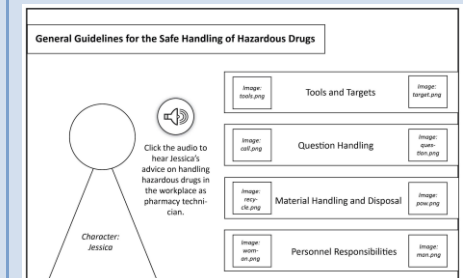 General Guidelines for the Safe Handling of Hazardous Drugs
Click the audio to
hear Jessica's
advice on handling
hazardous drugs in
the workplace as
pharmacy techni-
cian.
Character:
Jessica
Image:
tools.png
Tools and Targets
Image:
target.png
Image:
call.png
Question Handling
Image:
ques-
tion.png
Image:
recy-
cle.png
Material Handling and Disposal
Image:
pow.png
Image:
wom-
an.png
Personnel Responsibilities
Image:
man.png